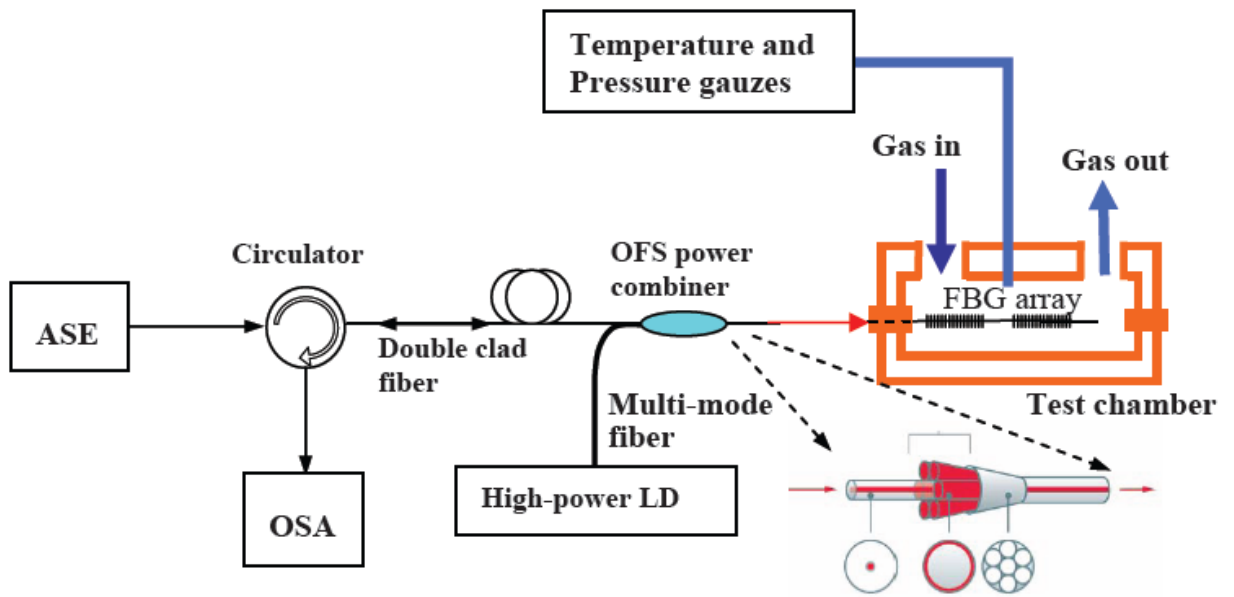 Temperature and
Pressure gauzes
Gas in
Gas out
Circulator
OFS power
combiner
FBG array
ASE
Double clad
fiber
Multi-mode
fiber
Test chamber
High-power LD
OSA